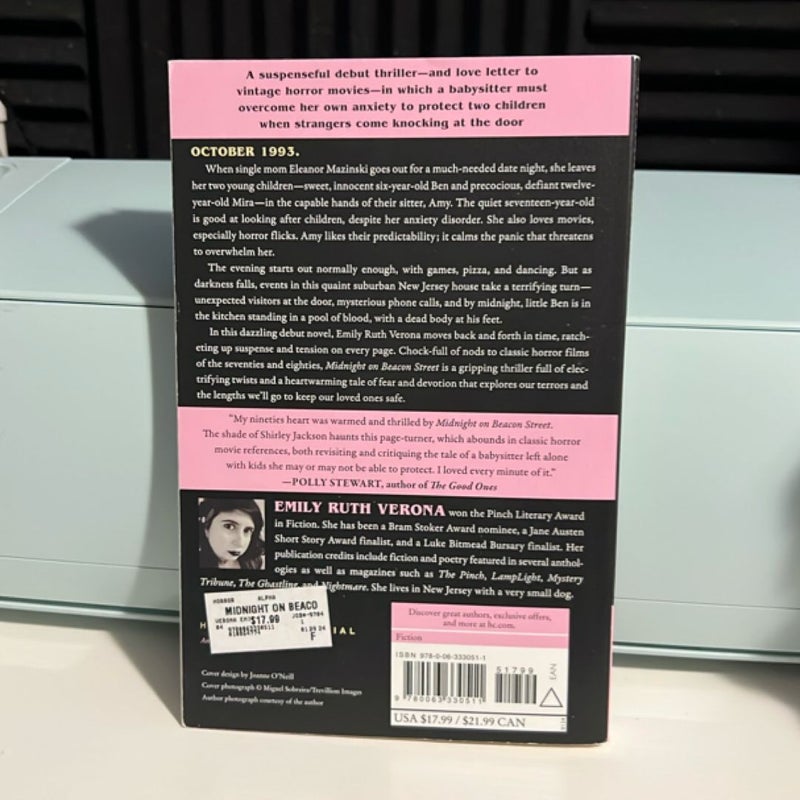 A suspenseful debut thriller—and love letter to
vintage horror movies—in which a babysitter must
overcome her own anxiety to protect two children
when strangers come knocking at the door
OCTOBER 1993.
When single mom Eleanor Mazinski goes out for a much-needed date night, she leaves
her two young children—sweet, innocent six-year-old Ben and precocious, defiant twelve-
year-old Mira—in the capable hands of their sitter, Amy. The quiet seventeen-year-old
is good at looking after children, despite her anxiety disorder. She also loves movies,
especially horror flicks. Amy likes their predictability; it calms the panic that threatens
to overwhelm her.
The evening starts out normally enough, with games, pizza, and dancing. But as
darkness falls, events in this quaint suburban New Jersey house take a terrifying turn—
unexpected visitors at the door, mysterious phone calls, and by midnight, little Ben is in
the kitchen standing in a pool of blood, with a dead body at his feet.
In this dazzling debut novel, Emily Ruth Verona moves back and forth in time, ratch-
eting up suspense and tension on every page. Chock-full of nods to classic horror films
of the seventies and eighties, Midnight on Beacon Street is a gripping thriller full of elec-
trifying twists and a heartwarming tale of fear and devotion that explores our terrors and
the lengths we'll go to keep our loved ones safe.
"My nineties heart was warmed and thrilled by Midnight on Beacon Street.
The shade of Shirley Jackson haunts this page-turner, which abounds in classic horror
movie references, both revisiting and critiquing the tale of a babysitter left alone
with kids she may or may not be able to protect. I loved every minute of it."
—POLLY STEWART, author of The Good Ones
EMILY RUTH VERONA won the Pinch Literary Award
in Fiction. She has been a Bram Stoker Award nominee, a Jane Austen
Short Story Award finalist, and a Luke Bitmead Bursary finalist. Her
publication credits include fiction and poetry featured in several anthol-
ogies as well as magazines such as The Pinch, LampLight, Mystery
Tribune, The Ghastling, and Nightmare. She lives in New Jersey with a very small dog.
HORROR ALPHA
MIDNIGHT ON BEACO
$17.99
F
Discover great authors, exclusive offers,
and more at hc.com.
Fiction
ISBN 978-0-06-333051-1
51799
EAN
9 780063 330511
USA $17.99 / $21.99 CAN
Cover design by Joanne O'Neill
Cover photograph © Miguel Sobreira/Trevillion Images
Author photograph courtesy of the author